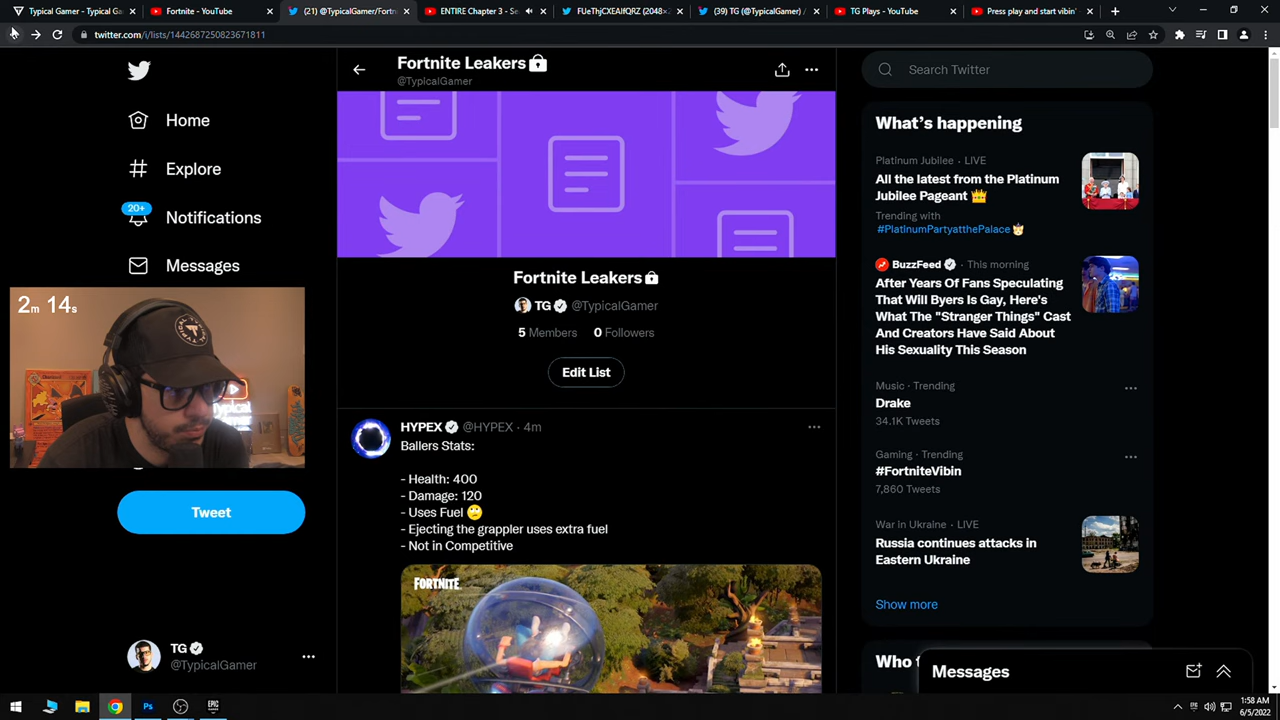 Typical Gamer - Typical Ga
Fortnite - YouTube
(21) @TypicalGamer/Fortn
ENTIRE Chapter 3 - Se
FUeThjCXEAIfQRZ (2048×
(39) TG (@TypicalGamer) /
TG Plays - YouTube
Press play and start vibin'
twitter.com/i/lists/1442687250823671811
Home
Explore
20+
Notifications
Messages
2m 14s
Typical
Tweet
TG
@TypicalGamer
Fortnite Leakers
@TypicalGamer
Fortnite Leakers
TG @TypicalGamer
5 Members 0 Followers
Edit List
HYPEX @HYPEX · 4m
Ballers Stats:
- Health: 400
- Damage: 120
- Uses Fuel 🙄
- Ejecting the grappler uses extra fuel
- Not in Competitive
FORTNITE
Search Twitter
What's happening
Platinum Jubilee · LIVE
All the latest from the Platinum
Jubilee Pageant 👑
Trending with
#PlatinumPartyatthePalace
BuzzFeed · This morning
After Years Of Fans Speculating
That Will Byers Is Gay, Here's
What The "Stranger Things" Cast
And Creators Have Said About
His Sexuality This Season
Music · Trending
Drake
34.1K Tweets
Gaming · Trending
#FortniteVibin
7,860 Tweets
War in Ukraine · LIVE
Russia continues attacks in
Eastern Ukraine
Show more
Messages
Ps
EPIC
1:58 AM
6/5/2022